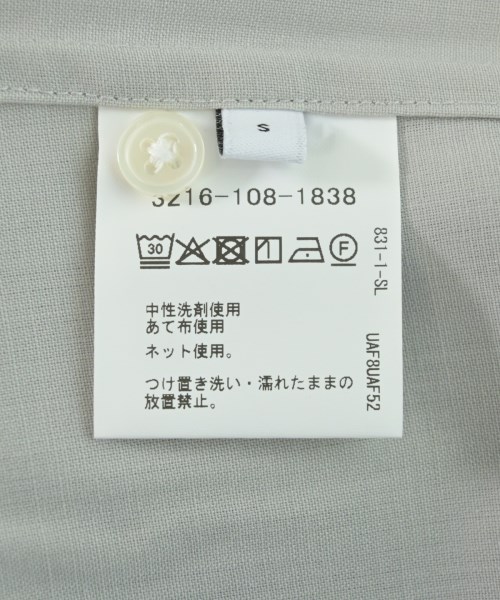 S
3216-108-1838
30
F
中性洗剤使用
あて布使用
ネット使用。
つけ置き洗い・濡れたままの
放置禁止。
831-1-SL
UAF8UAF52